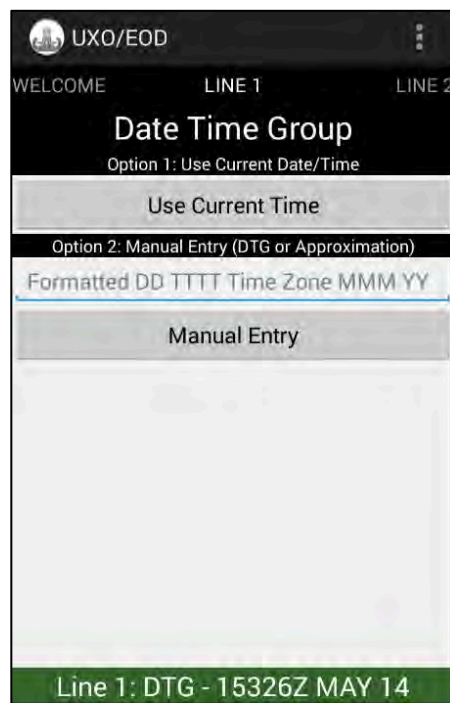 UXO/EOD
WELCOME LINE 1 LINE 2
Date Time Group
Option 1: Use Current Date/Time
Use Current Time
Option 2: Manual Entry (DTG or Approximation)
Formatted DD TTTT Time Zone MMM YY
Manual Entry
Line 1: DTG - 15326Z MAY 14